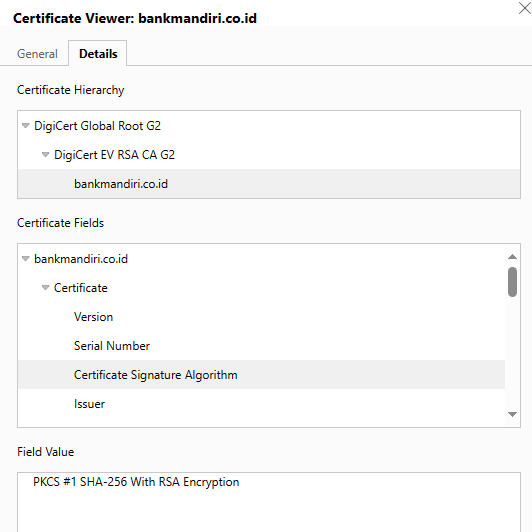 Certificate Viewer: bankmandiri.co.id
General Details
Certificate Hierarchy
DigiCert Global Root G2
DigiCert EV RSA CA G2
bankmandiri.co.id
Certificate Fields
bankmandiri.co.id
Certificate
Version
Serial Number
Certificate Signature Algorithm
Issuer
Field Value
PKCS #1 SHA-256 With RSA Encryption